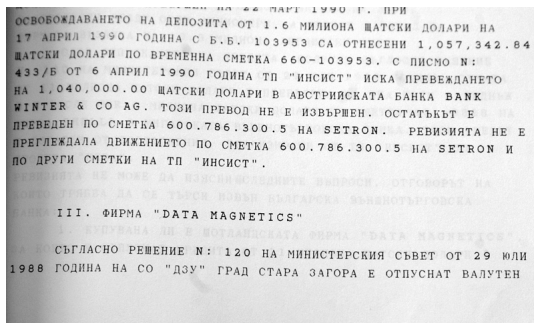 НА 22 МАРТ 1990 Г. ПРИ
ОСВОБОЖДАВАНЕТО НА ДЕПОЗИТА ОТ 1.6 МИЛИОНА ЩАТСКИ ДОЛАРИ НА
17 АПРИЛ 1990 ГОДИНА С Б.Б. 103953 СА ОТНЕСЕНИ 1,057,342.84
ЩАТСКИ ДОЛАРИ ПО ВРЕМЕННА СМЕТКА 660-103953. С ПИСМО N:
433/Б ОТ 6 АПРИЛ 1990 ГОДИНА ТП "ИНСИСТ" ИСКА ПРЕВЕЖДАНЕТО
НА 1,040,000.00 ЩАТСКИ ДОЛАРИ В АВСТРИЙСКАТА БАНКА BANK
WINTER & CO AG. ТОЗИ ПРЕВОД НЕ Е ИЗВЪРШЕН. ОСТАТЪКЪТ Е
ПРЕВЕДЕН ПО СМЕТКА 600.786.300.5 НА SETRON. РЕВИЗИЯТА НЕ Е
ПРЕГЛЕЖДАЛА ДВИЖЕНИЕТО ПО СМЕТКА 600.786.300.5 НА SETRON И
ПО ДРУГИ СМЕТКИ НА ТП "ИНСИСТ".
III. ФИРМА "DATA MAGNETICS"
СЪГЛАСНО РЕШЕНИЕ N: 120 НА МИНИСТЕРСКИЯ СЪВЕТ ОТ 29 ЮЛИ
1988 ГОДИНА НА СО "ДЗУ" ГРАД СТАРА ЗАГОРА Е ОТПУСНАТ ВАЛУТЕН